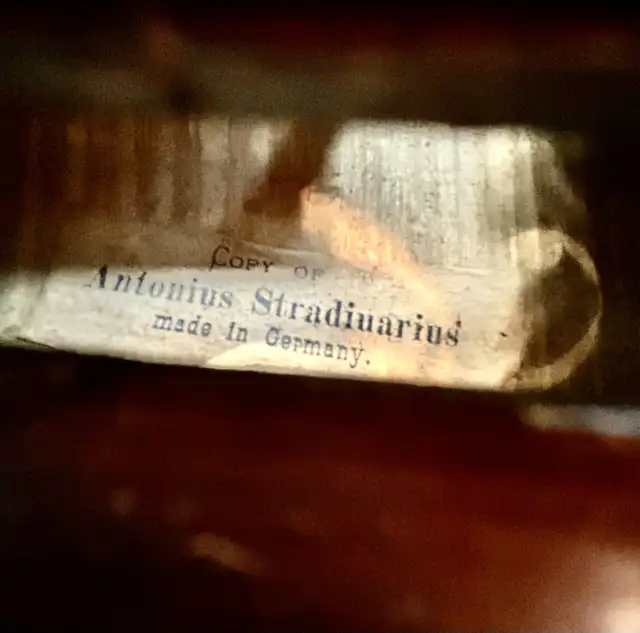 COPY OF
Antonius Stradiuarius
made in Germany.